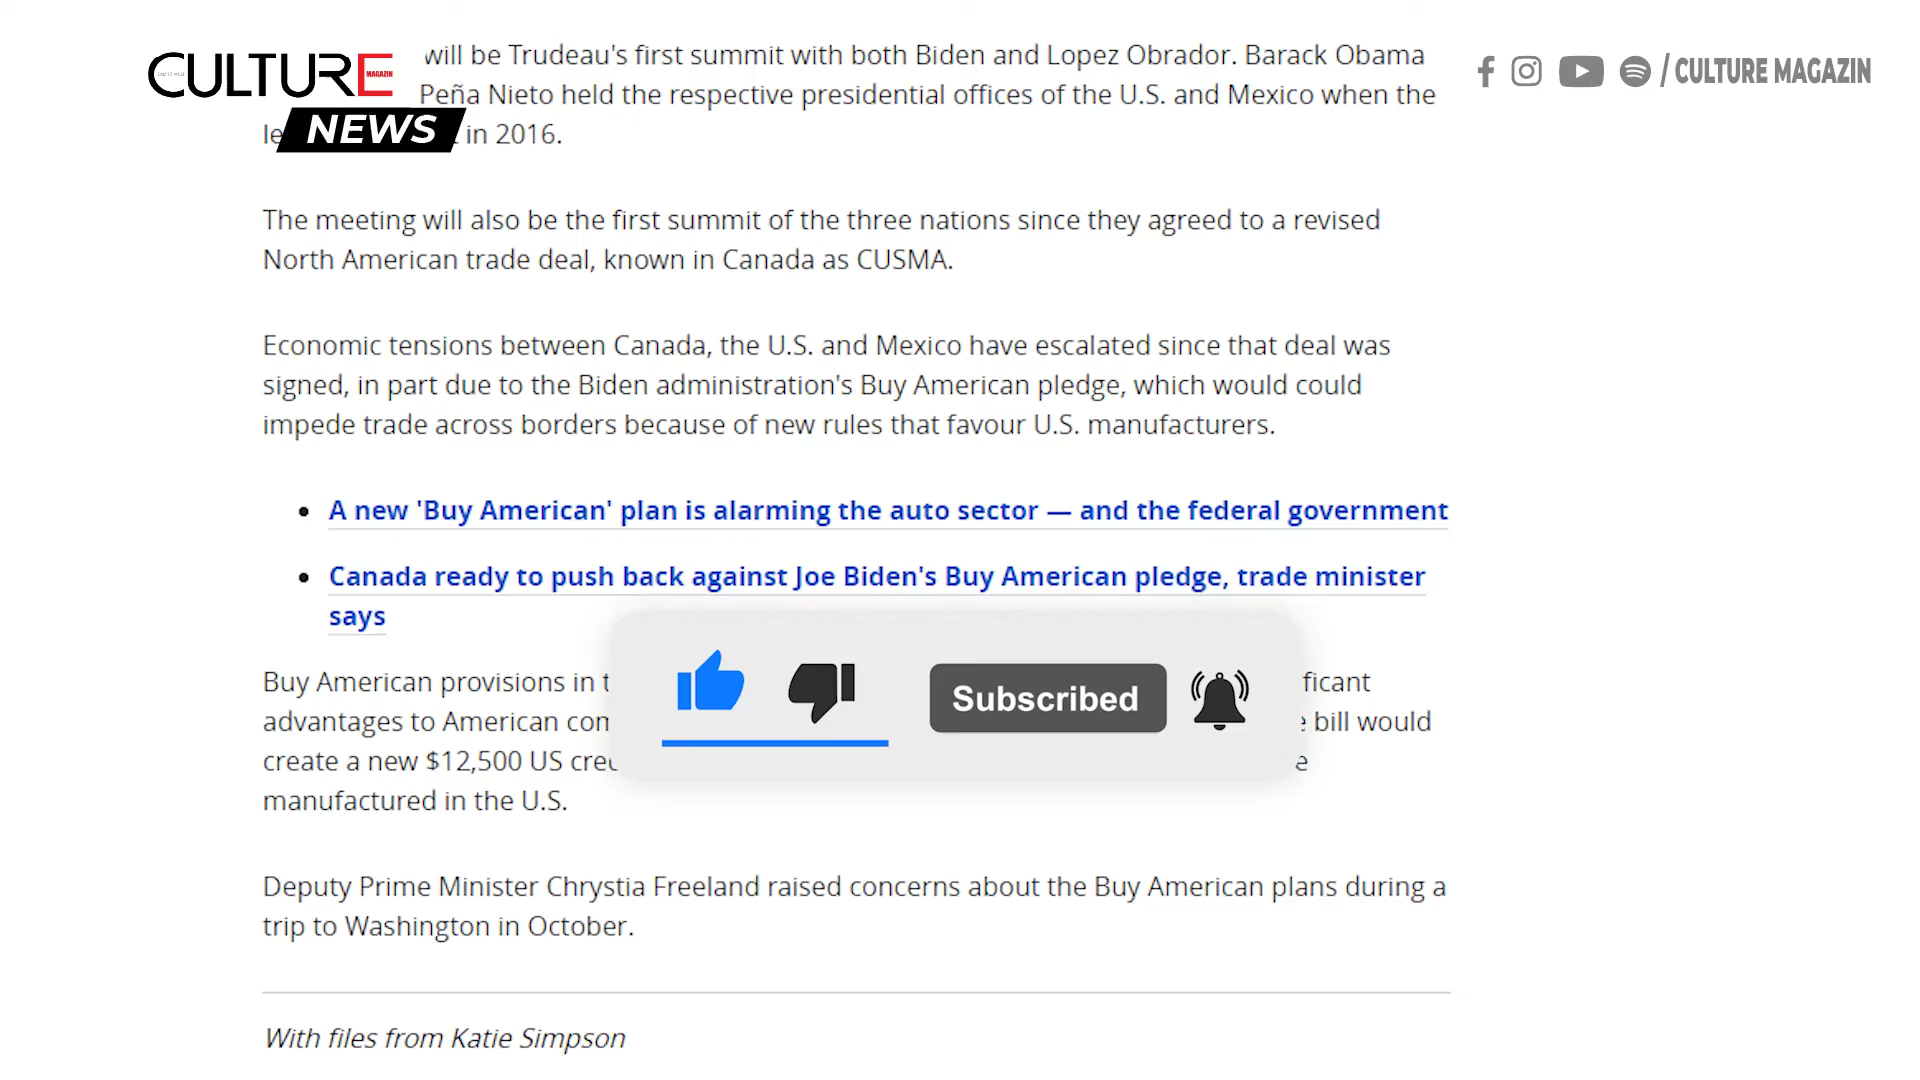 CULTURE
MAGAZIN
NEWS
/ CULTURE MAGAZIN
will be Trudeau's first summit with both Biden and Lopez Obrador. Barack Obama
Peña Nieto held the respective presidential offices of the U.S. and Mexico when the
in 2016.
The meeting will also be the first summit of the three nations since they agreed to a revised
North American trade deal, known in Canada as CUSMA.
Economic tensions between Canada, the U.S. and Mexico have escalated since that deal was
signed, in part due to the Biden administration's Buy American pledge, which would could
impede trade across borders because of new rules that favour U.S. manufacturers.
• A new 'Buy American' plan is alarming the auto sector — and the federal government
• Canada ready to push back against Joe Biden's Buy American pledge, trade minister
says
Buy American provisions in
advantages to American bill would
create a new $12,500 US
manufactured in the U.S.
Subscribed
Deputy Prime Minister Chrystia Freeland raised concerns about the Buy American plans during a
trip to Washington in October.
With files from Katie Simpson